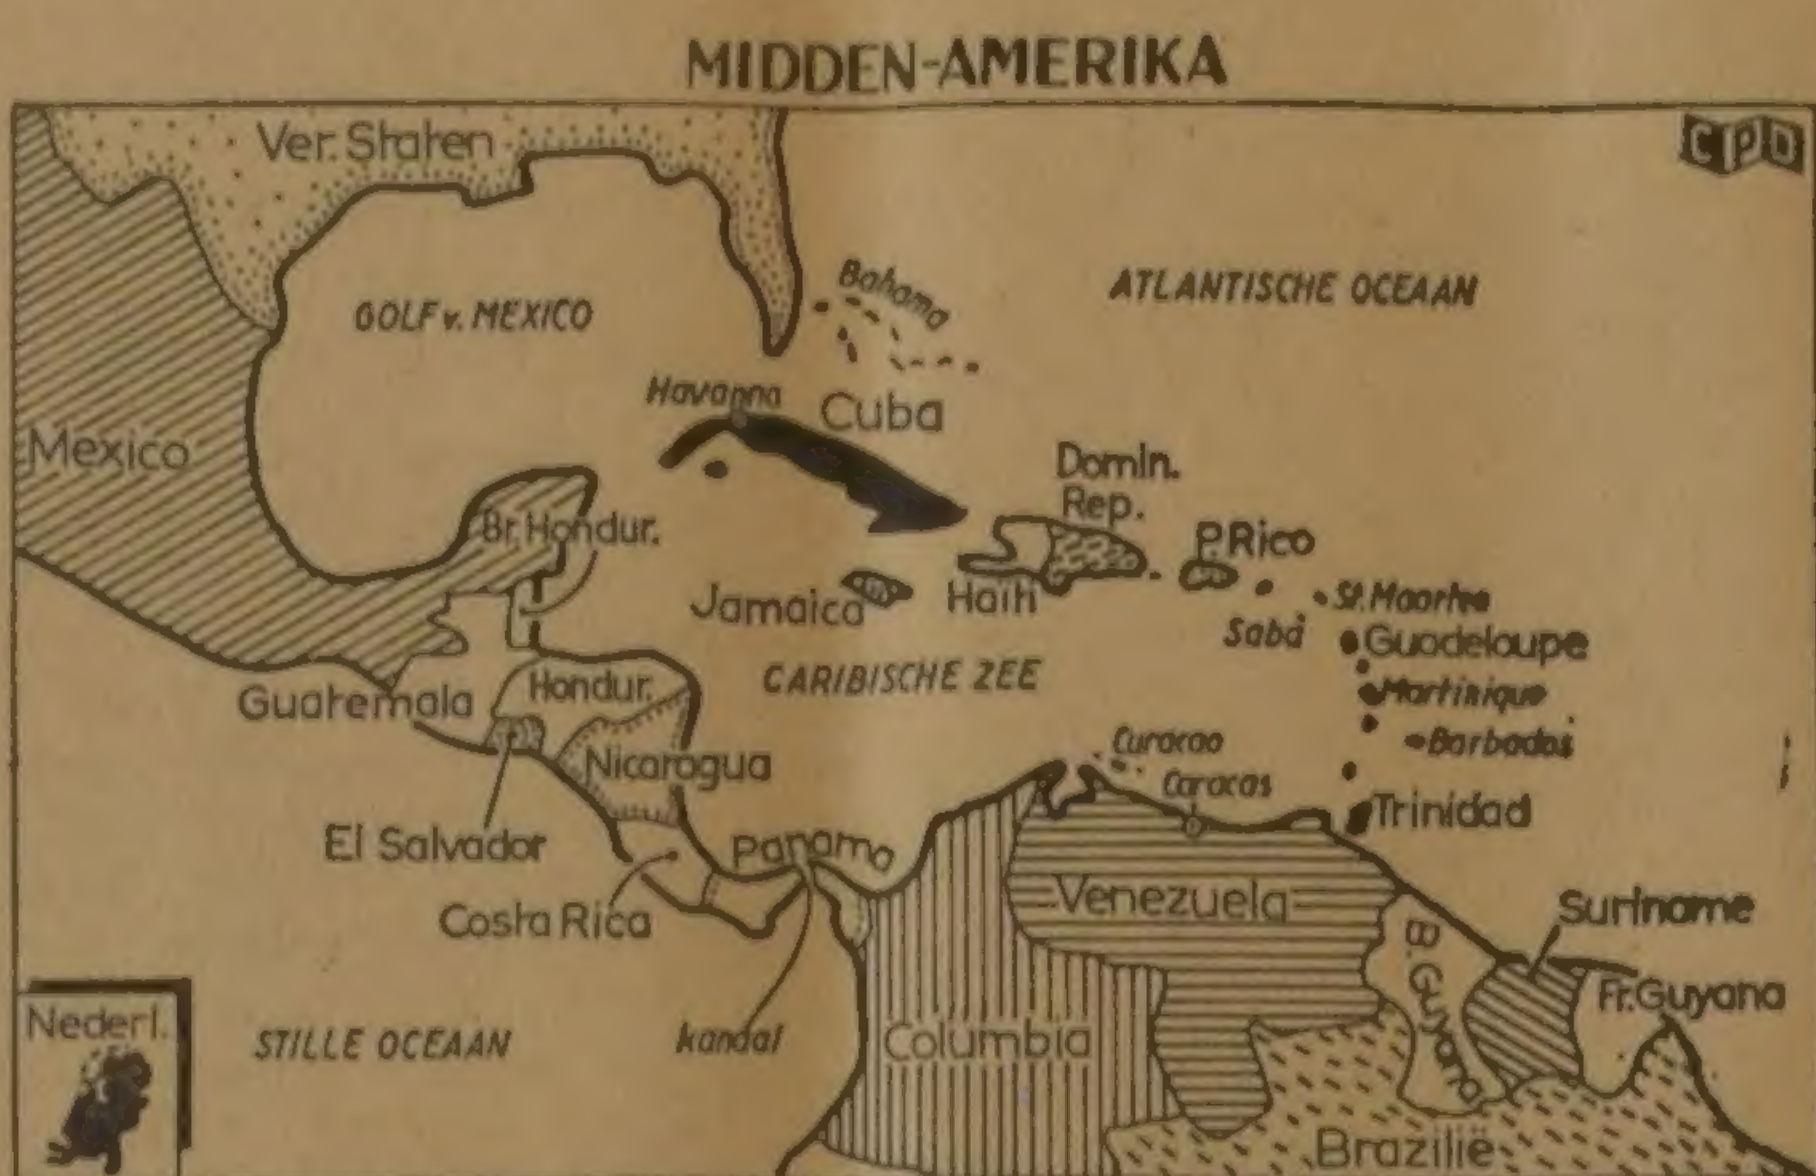 MIDDEN-AMERIKA
CPD
Ver. Staten
Bahama
ATLANTISCHE OCEAAN
GOLF v. MEXICO
Havanna
Cuba
Mexico
Domin.
Rep.
Br. Hondur.
P. Rico
Jamaica
Haiti
St. Maarten
Saba
Guadeloupe
CARIBISCHE ZEE
Hondur.
Guatemala
Martinique
Curacao
Barbados
Nicaragua
Caracas
Trinidad
El Salvador
Panama
Venezuela
Suriname
Costa Rica
B. Guyana
Fr. Guyana
Nederl.
STILLE OCEAAN
kanaal
Columbia
Brazilië